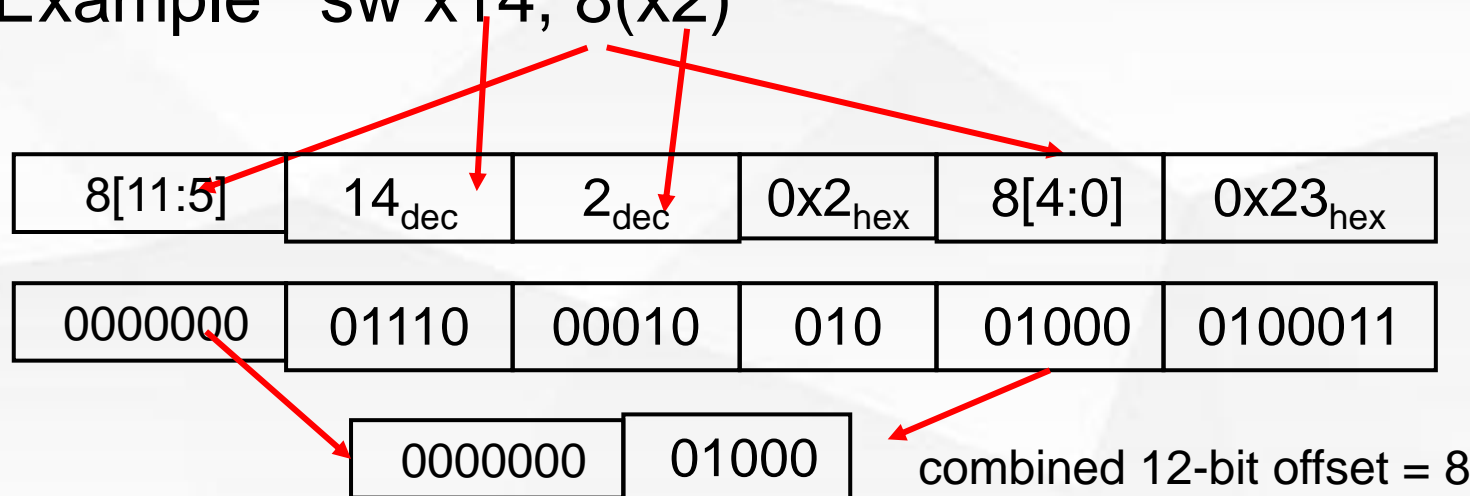 Example sw x14, 8(x2)
8[11:5] 14dec 2dec 0x2hex 8[4:0] 0x23hex
0000000 01110 00010 010 01000 0100011
0000000 01000 combined 12-bit offset = 8